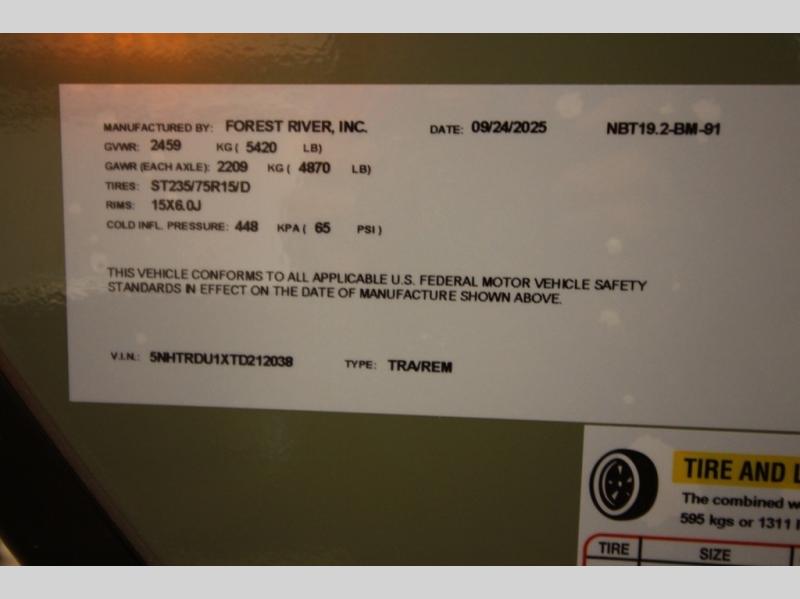 MANUFACTURED BY: FOREST RIVER, INC. DATE: 09/24/2025 NBT19.2-BM-91
GVWR: 2459 KG ( 5420 LB)
GAWR (EACH AXLE): 2209 KG ( 4870 LB)
TIRES: ST235/75R15/D
RIMS: 15X6.0J
COLD INFL. PRESSURE: 448 KPA ( 65 PSI )
THIS VEHICLE CONFORMS TO ALL APPLICABLE U.S. FEDERAL MOTOR VEHICLE SAFETY
STANDARDS IN EFFECT ON THE DATE OF MANUFACTURE SHOWN ABOVE.
V.I.N.: 5NHTRDU1XTD212038 TYPE: TRA/REM
TIRE AND L
The combined w
595 kgs or 1311
TIRE SIZE